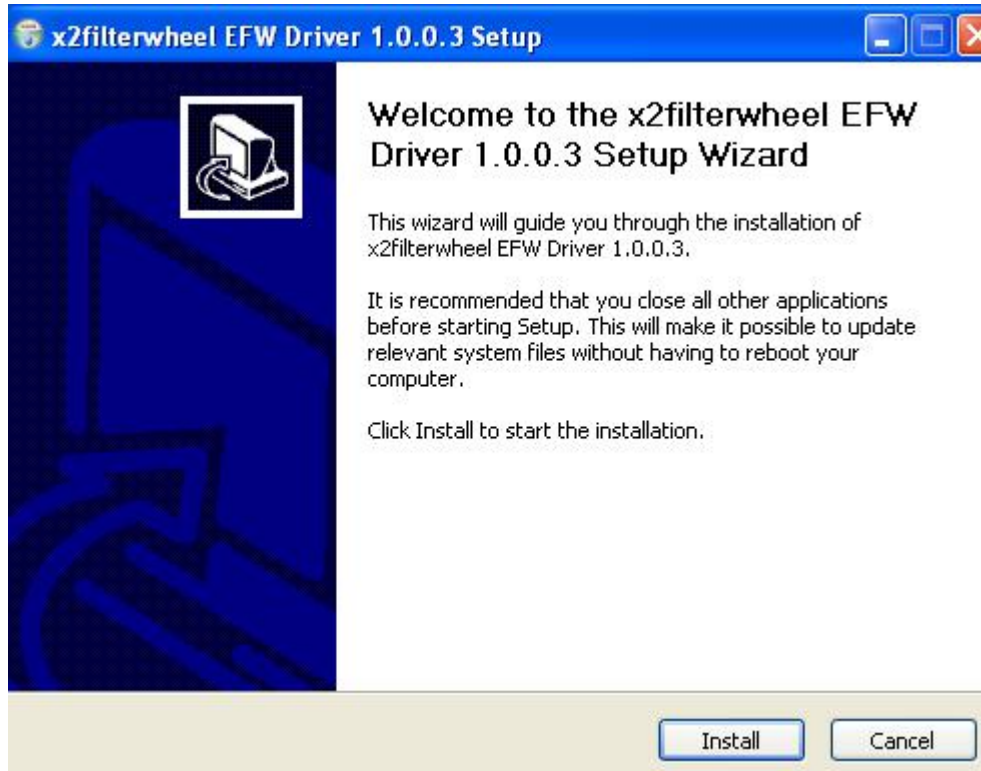 x2filterwheel EFW Driver 1.0.0.3 Setup
Welcome to the x2filterwheel EFW
Driver 1.0.0.3 Setup Wizard
This wizard will guide you through the installation of
x2filterwheel EFW Driver 1.0.0.3.
It is recommended that you close all other applications
before starting Setup. This will make it possible to update
relevant system files without having to reboot your
computer.
Click Install to start the installation.
Install
Cancel